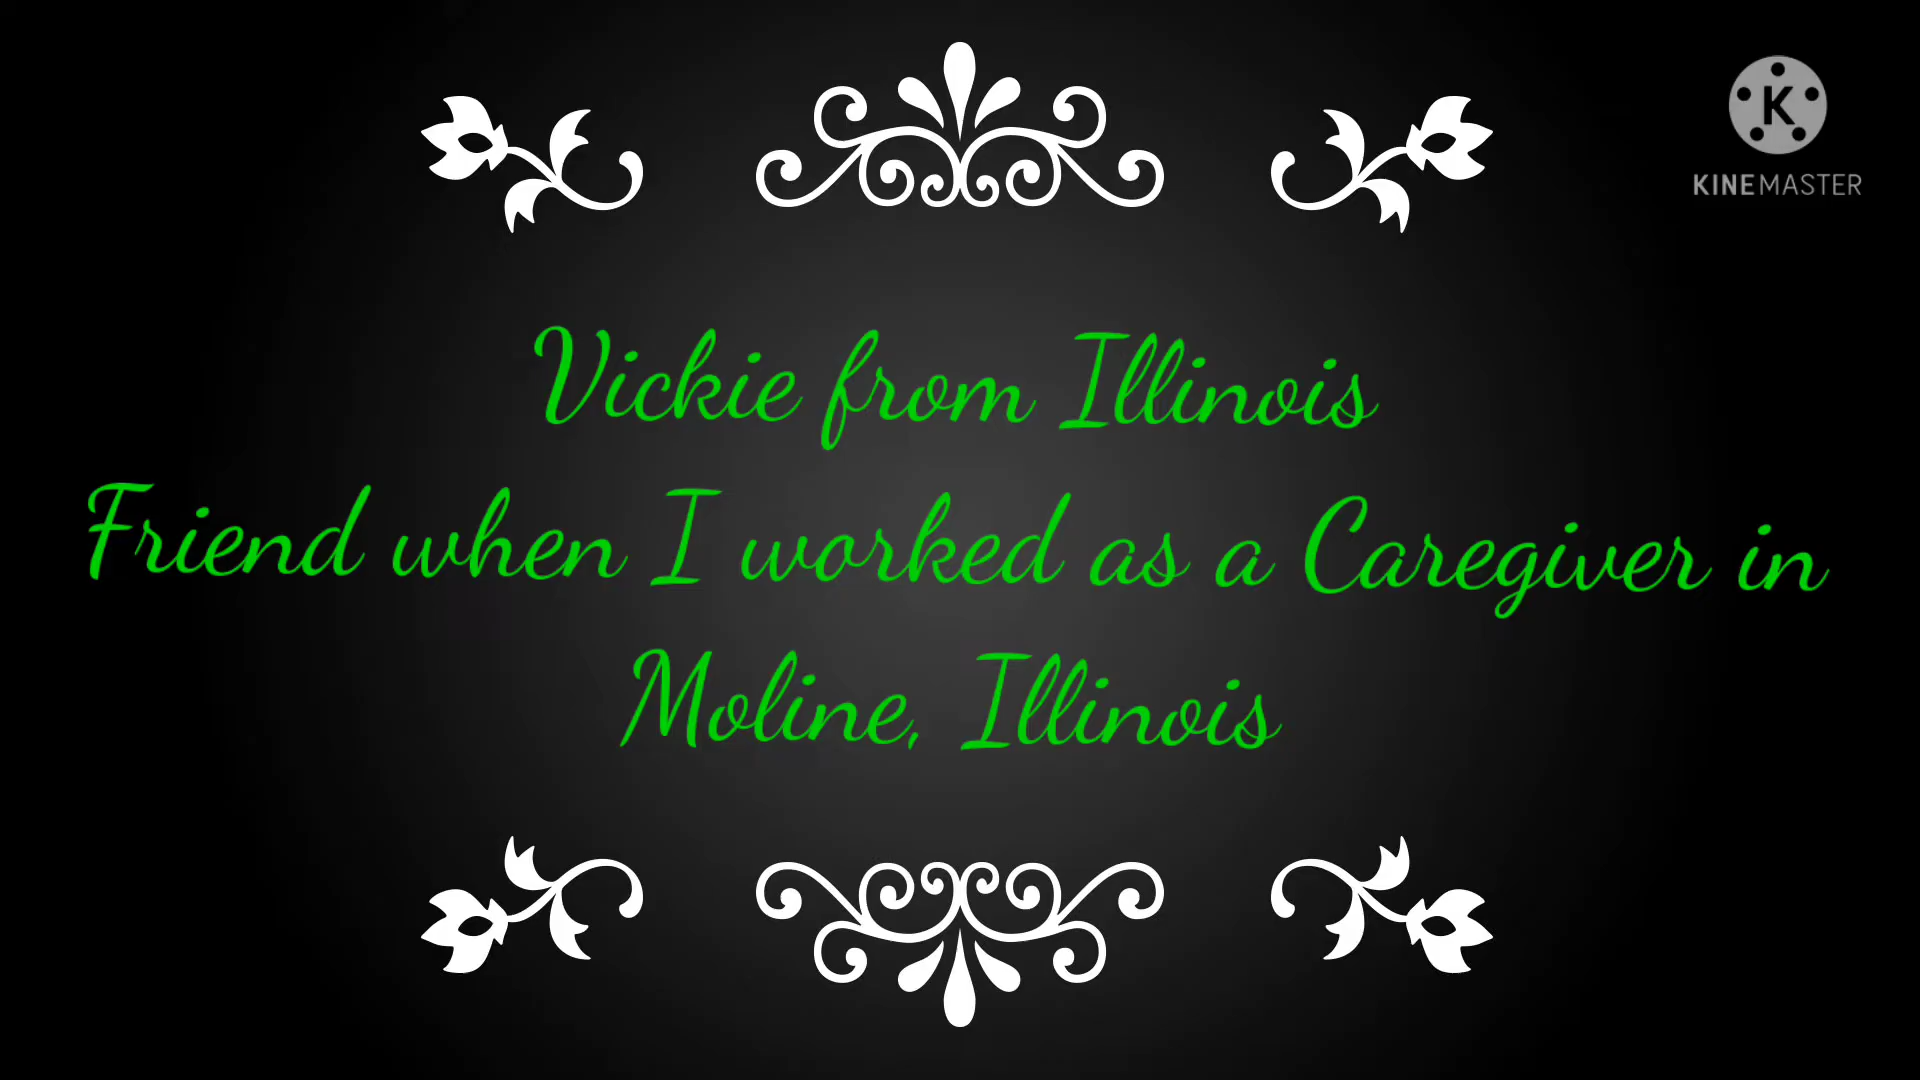 K
KINEMASTER
Vickie from Illinois
Friend when I worked as a Caregiver in
Moline, Illinois